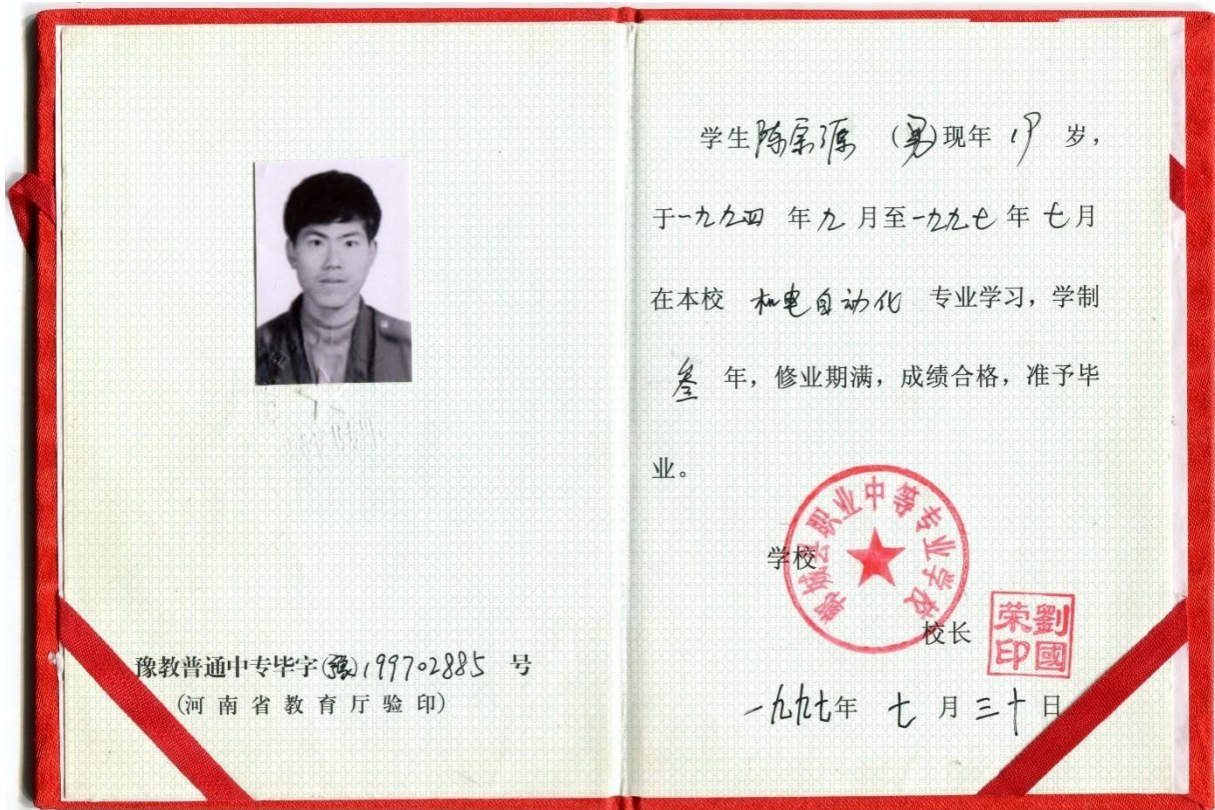 豫教普通中专毕字(豫)199702885 号
(河南省教育厅验印)
学生陈宗源 (男)现年 19 岁,
于一九九四 年九 月至一九九七 年 七月
在本校 机电自动化 专业学习,学制
叁 年,修业期满,成绩合格,准予毕
业。
郸城县职业中等专业学校
学校
校长
劉國荣印
一九九七年 七 月 三十 日